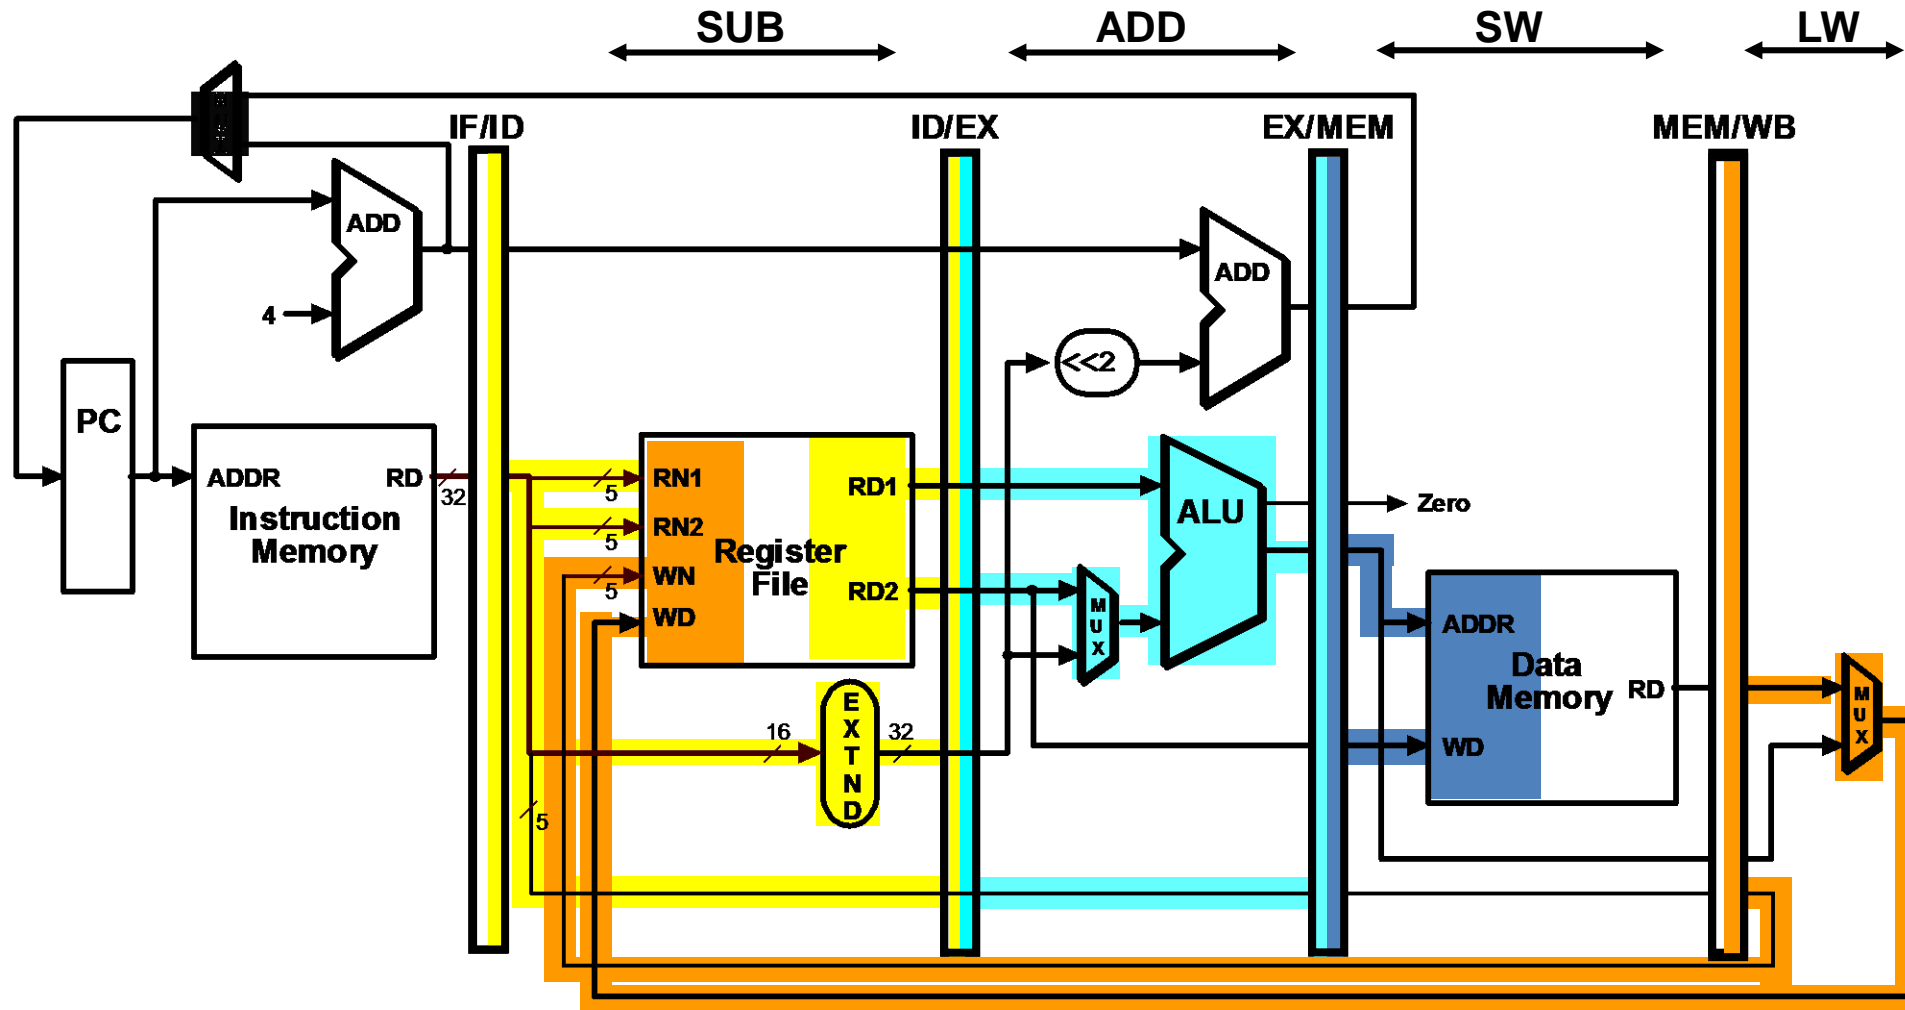 SUB
ADD
SW
LW
IF/ID
ID/EX
EX/MEM
MEM/WB
ADD
4
ADD
<<2
PC
ADDR
RD
32
Instruction
Memory
RN1
5
RN2
5
WN
5
WD
Register
File
RD1
RD2
ALU
Zero
M
U
X
ADDR
Data
Memory
RD
WD
M
U
X
16
E
X
T
N
D
32
5